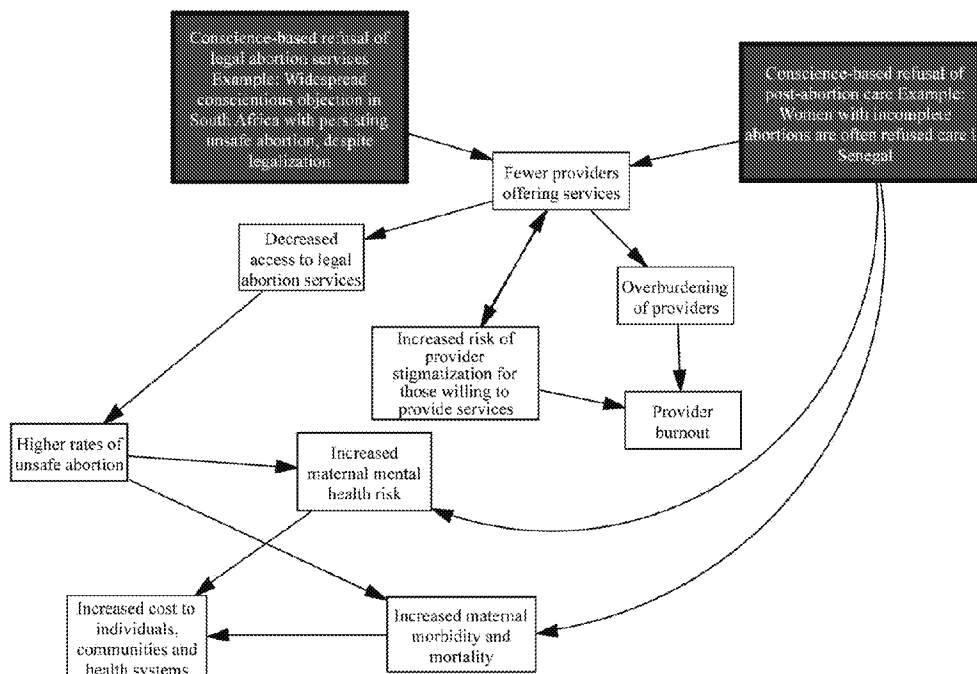 Conscience-based refusal of
legal abortion services
Example: Widespread
conscientious objection in
South Africa with persisting
unsafe abortion, despite
legalization
Conscience-based refusal of
post-abortion care Example:
Women with incomplete
abortions are often refused care
Senegal
Fewer providers
offering services
Decreased
access to legal
abortion services
Overburdening
of providers
Increased risk of
provider
stigmatization for
those willing to
provide services
Provider
burnout
Higher rates of
unsafe abortion
Increased
maternal mental
health risk
Increased cost to
individuals,
communities and
health systems
Increased maternal
morbidity and
mortality